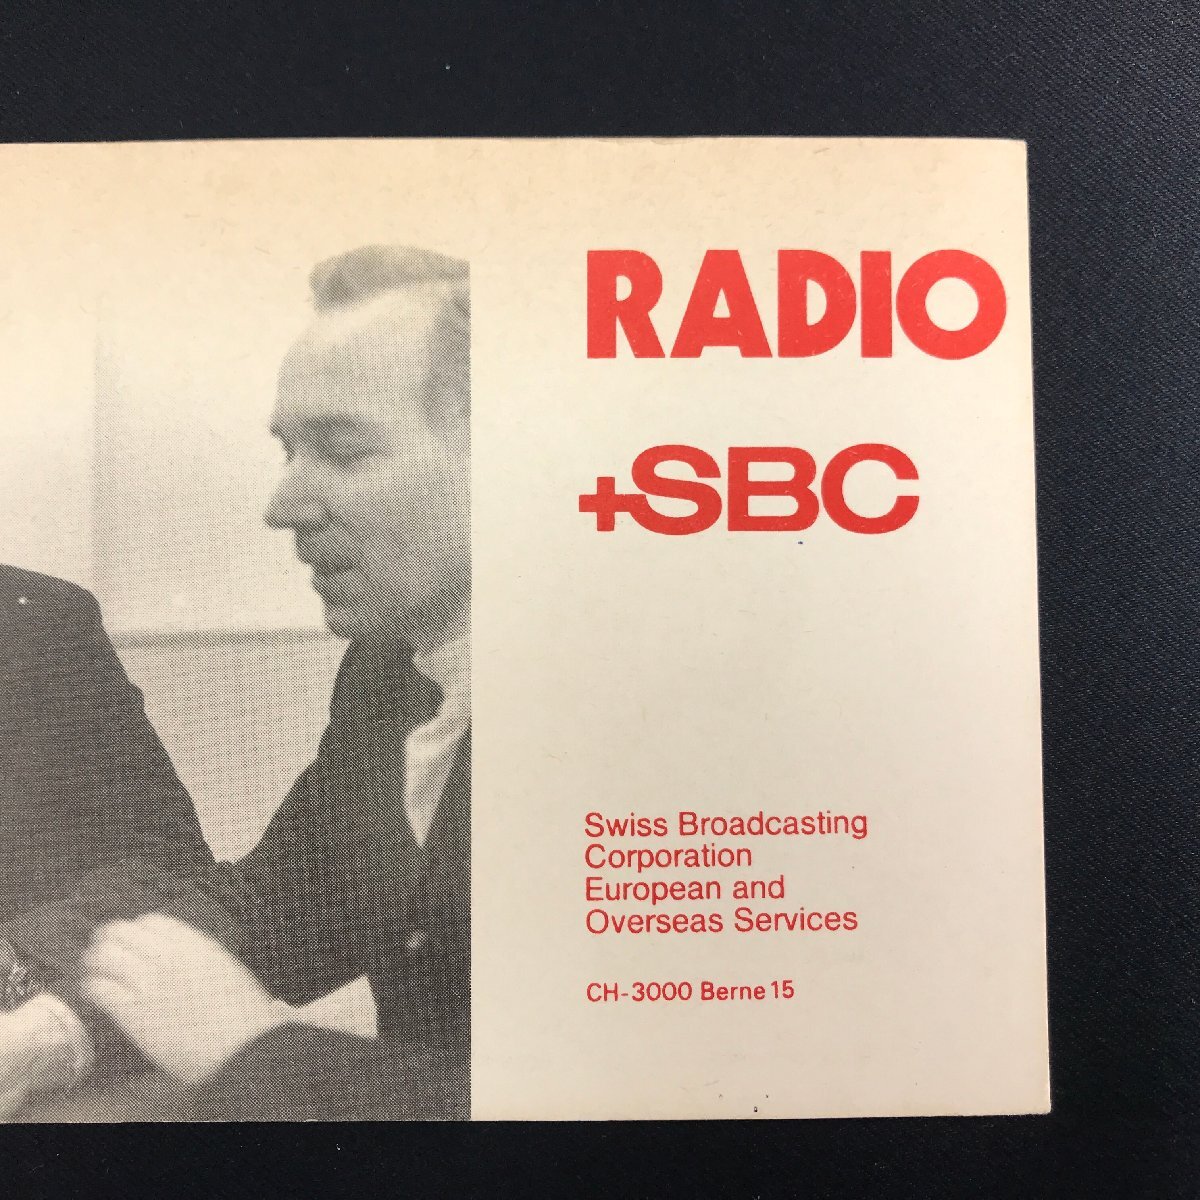 RADIO
+SBC
Swiss Broadcasting
Corporation
European and
Overseas Services
CH-3000 Berne 15